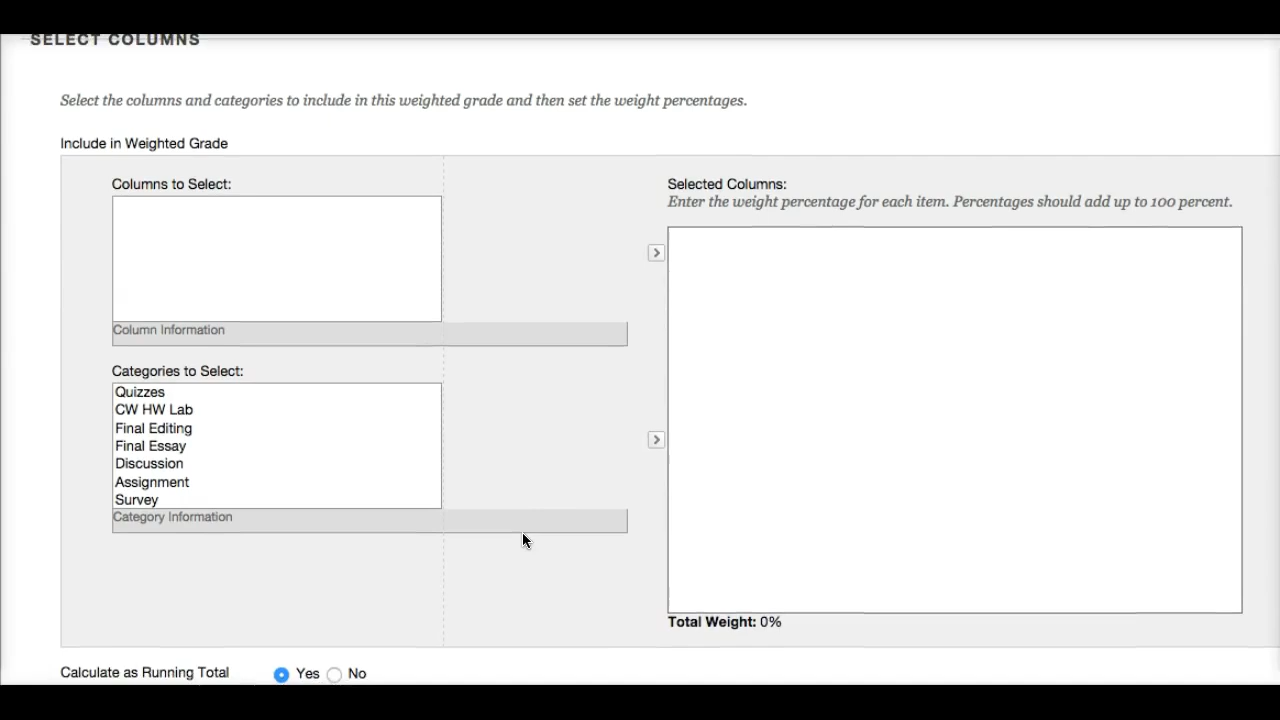 SELECT COLUMNS
Select the columns and categories to include in this weighted grade and then set the weight percentages.
Include in Weighted Grade
Columns to Select:
Column Information
Categories to Select:
Quizzes
CW HW Lab
Final Editing
Final Essay
Discussion
Assignment
Survey
Category Information
Selected Columns:
Enter the weight percentage for each item. Percentages should add up to 100 percent.
Total Weight: 0%
Calculate as Running Total Yes No